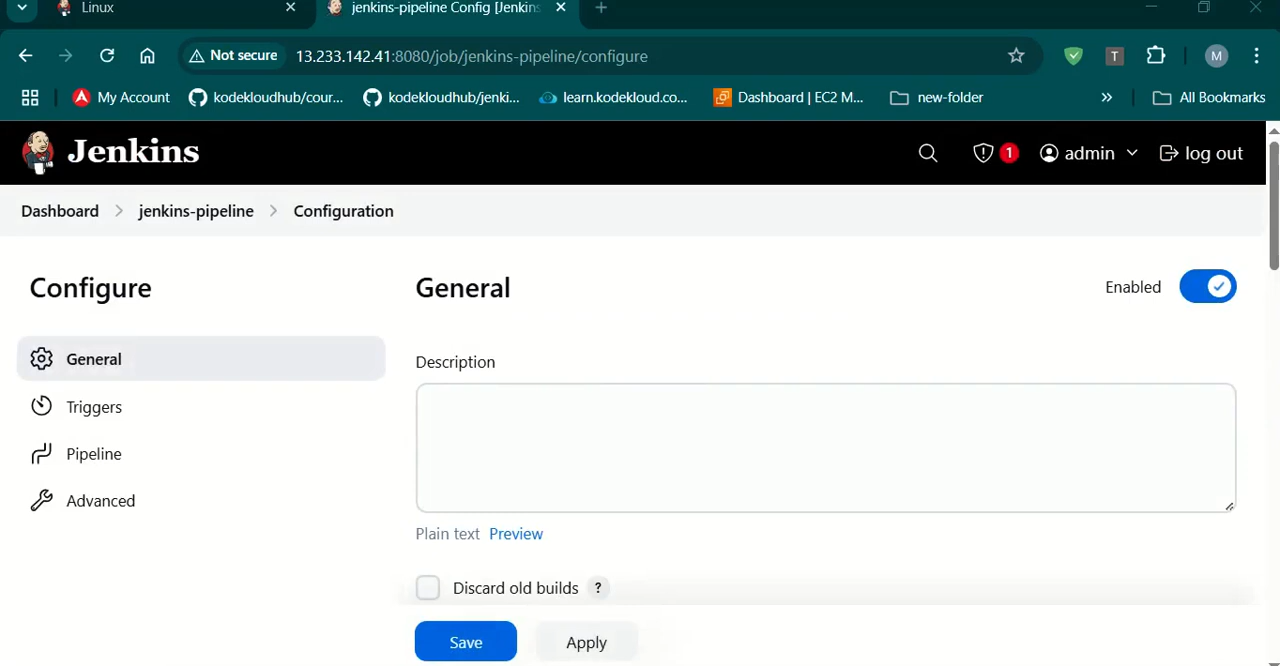 Linux
jenkins-pipeline Config [Jenkins
Not secure
13.233.142.41:8080/job/jenkins-pipeline/configure
T
M
My Account
kodekloudhub/cour...
kodekloudhub/jenki...
learn.kodekloud.co...
Dashboard | EC2 M...
new-folder
All Bookmarks
Jenkins
1
admin
log out
Dashboard
jenkins-pipeline
Configuration
Configure
General
Triggers
Pipeline
Advanced
General
Enabled
Description
Plain text Preview
Discard old builds ?
Save
Apply